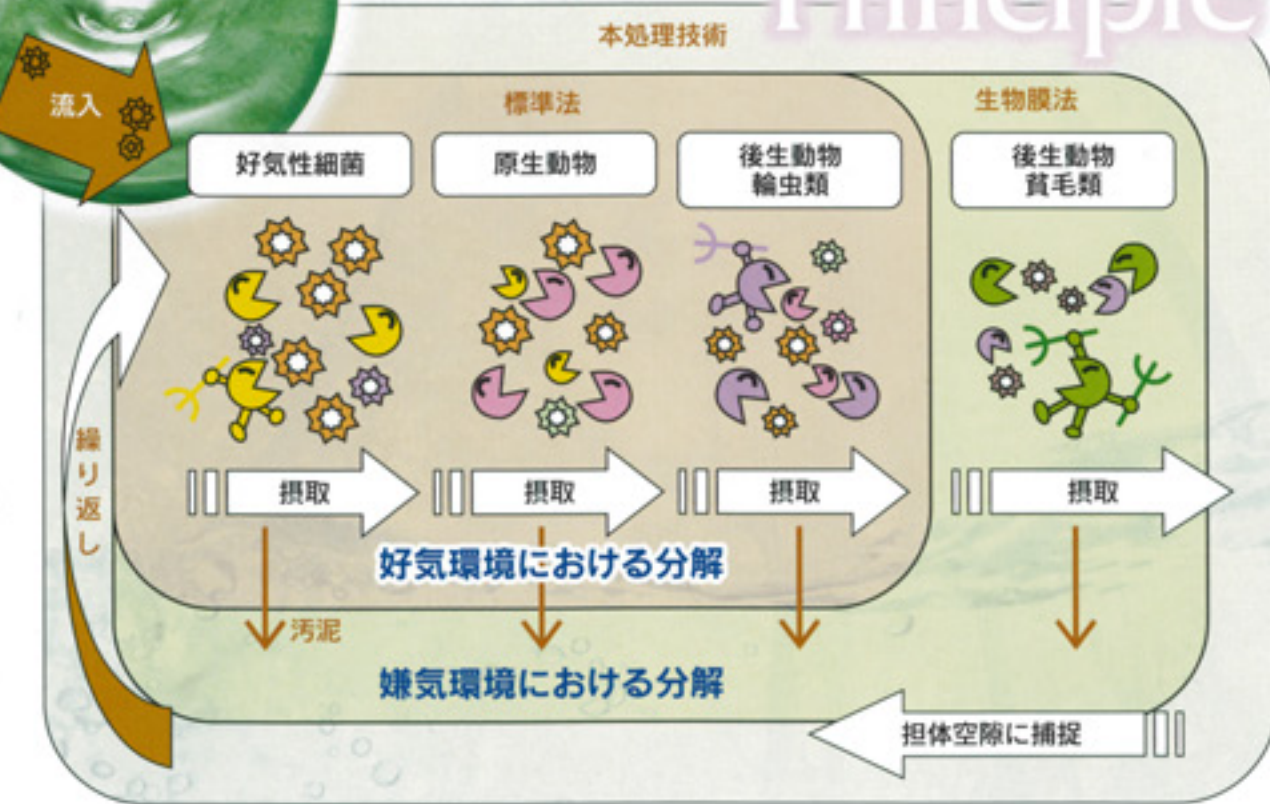 Principle
本処理技術
流入
標準法
生物膜法
好気性細菌
原生動物
後生動物
輪虫類
後生動物
貧毛類
摂取
摂取
摂取
摂取
繰り返し
好気環境における分解
汚泥
嫌気環境における分解
担体空隙に捕捉